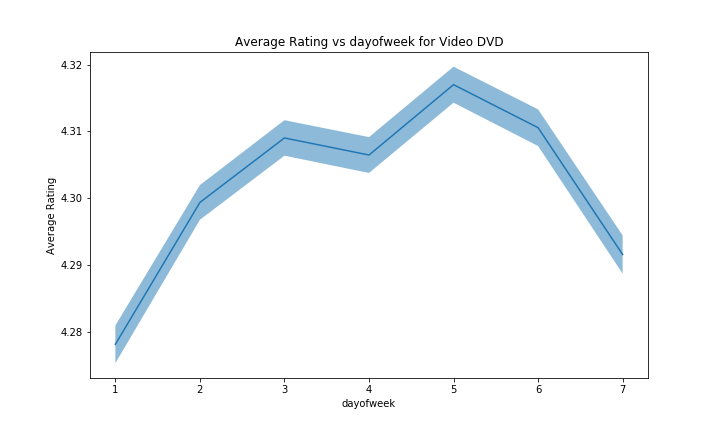 Average Rating vs dayofweek for Video DVD
4.32
4.31
4.30
4.29
4.28
Average Rating
1 2 3 4 5 6 7
dayofweek